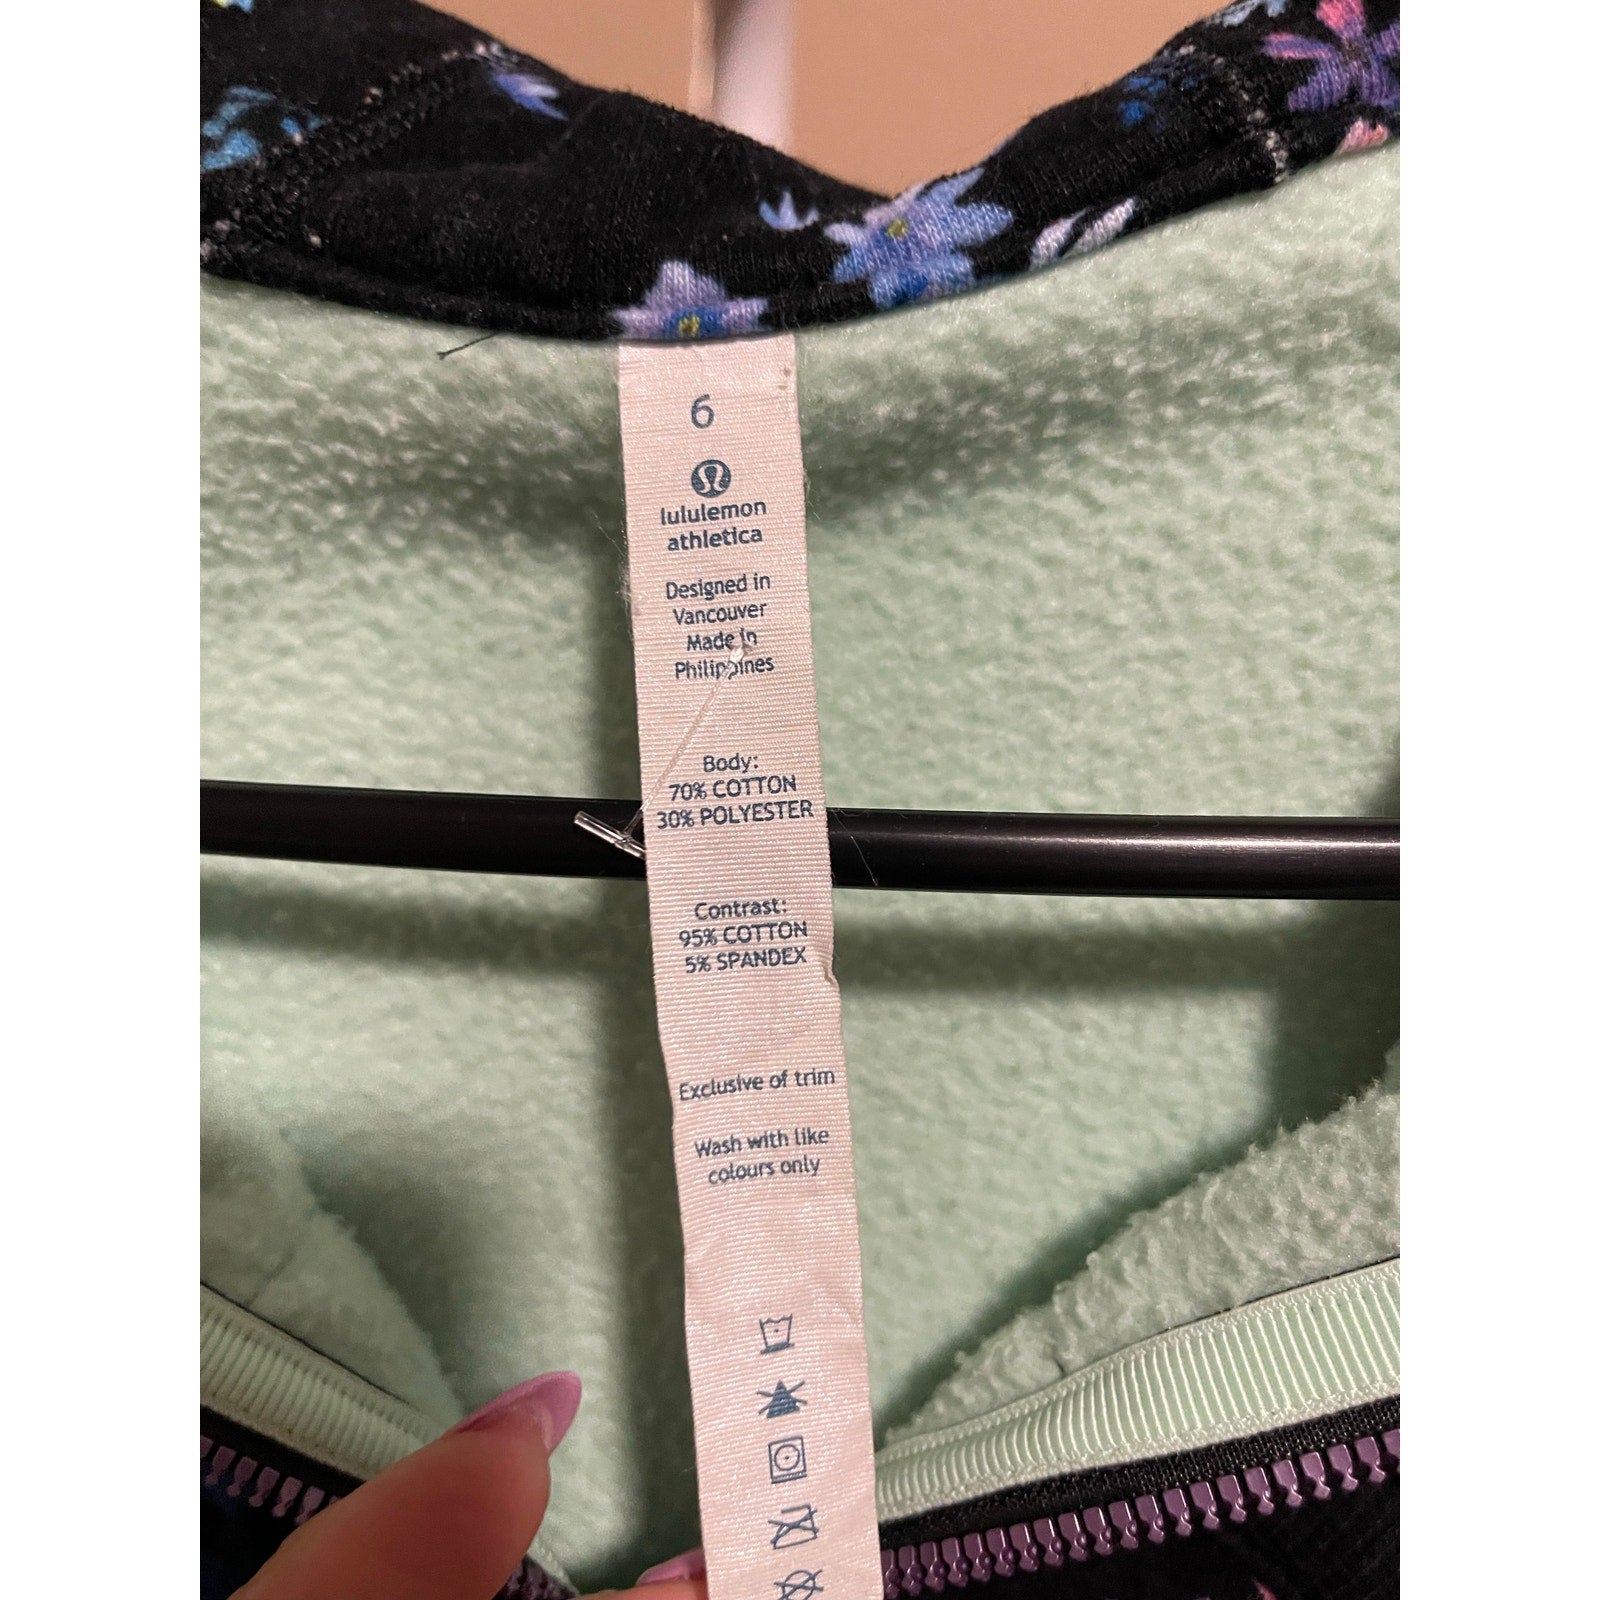 6
lululemon
athletica
Designed in
Vancouver
Made in
Philippines
Body:
70% COTTON
30% POLYESTER
Contrast:
95% COTTON
5% SPANDEX
Exclusive of trim
Wash with like
colours only